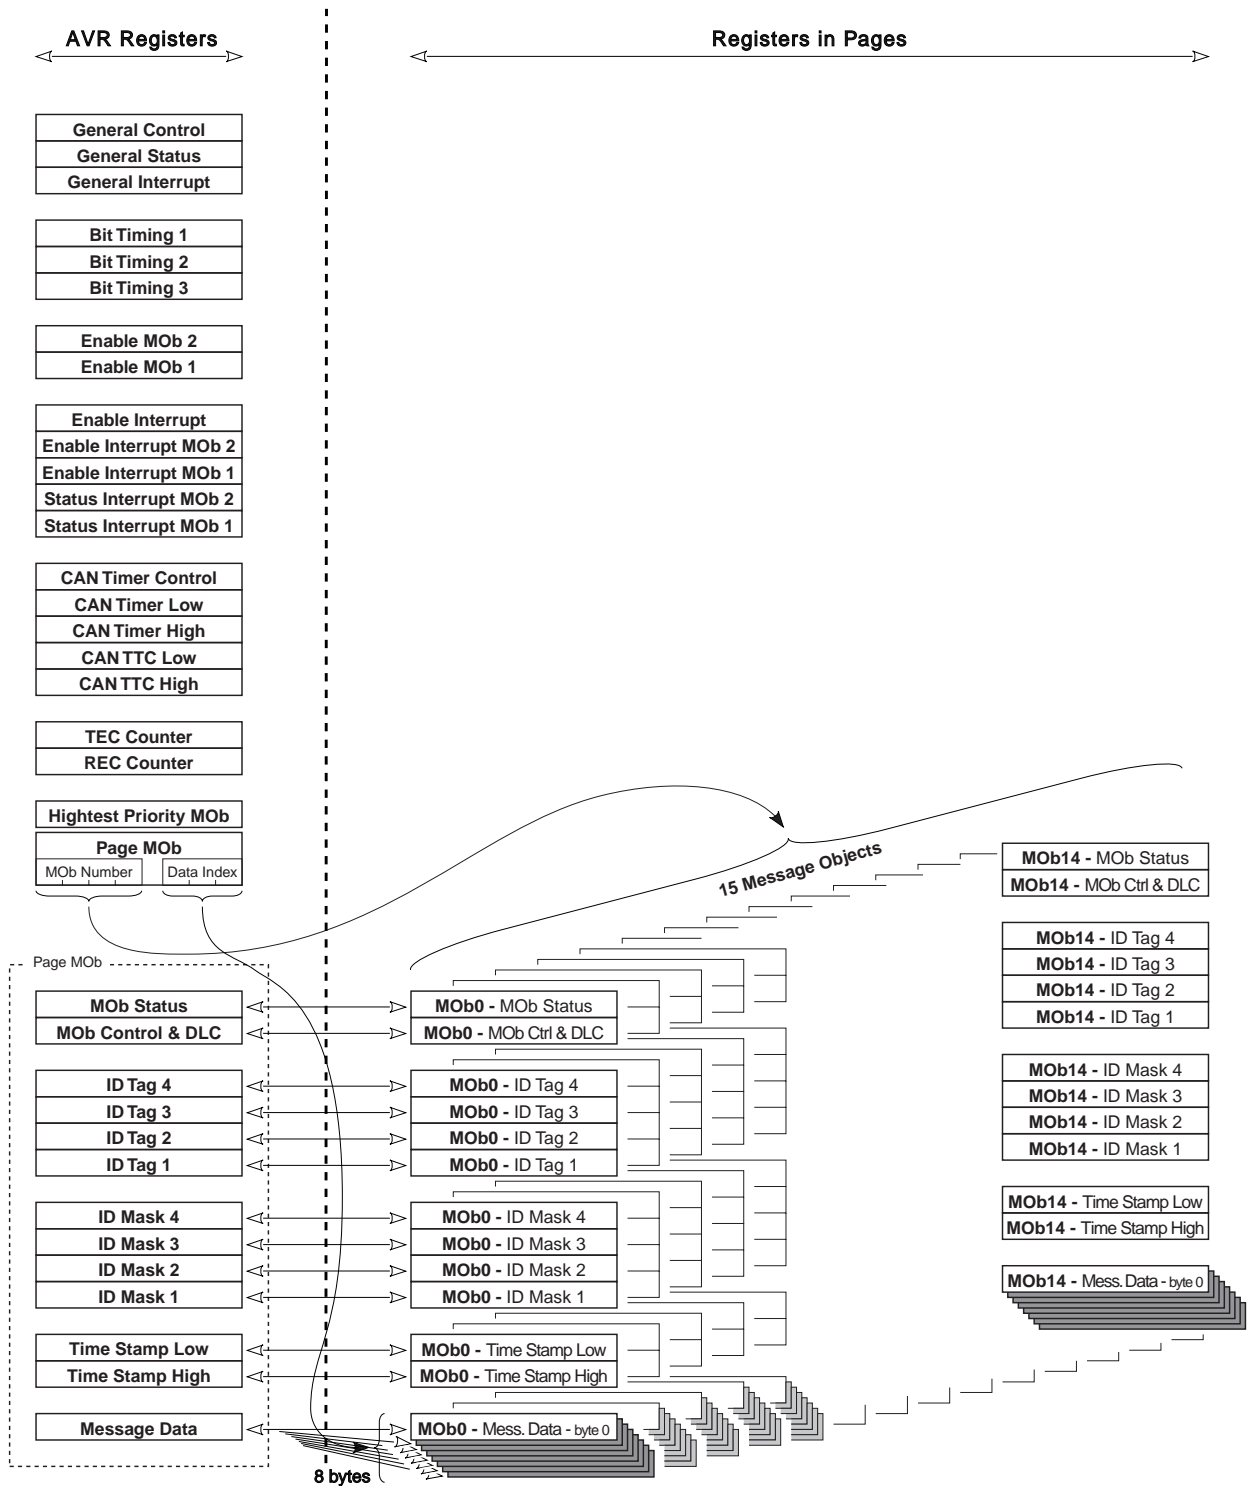 AVR Registers
Registers in Pages
General Control
General Status
General Interrupt
Bit Timing 1
Bit Timing 2
Bit Timing 3
Enable MOb 2
Enable MOb 1
Enable Interrupt
Enable Interrupt MOb 2
Enable Interrupt MOb 1
Status Interrupt MOb 2
Status Interrupt MOb 1
CAN Timer Control
CAN Timer Low
CAN Timer High
CAN TTC Low
CAN TTC High
TEC Counter
REC Counter
Hightest Priority MOb
Page MOb
MOb Number
Data Index
Page MOb
MOb Status
MOb Control & DLC
ID Tag 4
ID Tag 3
ID Tag 2
ID Tag 1
ID Mask 4
ID Mask 3
ID Mask 2
ID Mask 1
Time Stamp Low
Time Stamp High
Message Data
8 bytes
15 Message Objects
MOb0 - MOb Status
MOb0 - MOb Ctrl & DLC
MOb0 - ID Tag 4
MOb0 - ID Tag 3
MOb0 - ID Tag 2
MOb0 - ID Tag 1
MOb0 - ID Mask 4
MOb0 - ID Mask 3
MOb0 - ID Mask 2
MOb0 - ID Mask 1
MOb0 - Time Stamp Low
MOb0 - Time Stamp High
MOb0 - Mess. Data - byte 0
MOb14 - MOb Status
MOb14 - MOb Ctrl & DLC
MOb14 - ID Tag 4
MOb14 - ID Tag 3
MOb14 - ID Tag 2
MOb14 - ID Tag 1
MOb14 - ID Mask 4
MOb14 - ID Mask 3
MOb14 - ID Mask 2
MOb14 - ID Mask 1
MOb14 - Time Stamp Low
MOb14 - Time Stamp High
MOb14 - Mess. Data - byte 0